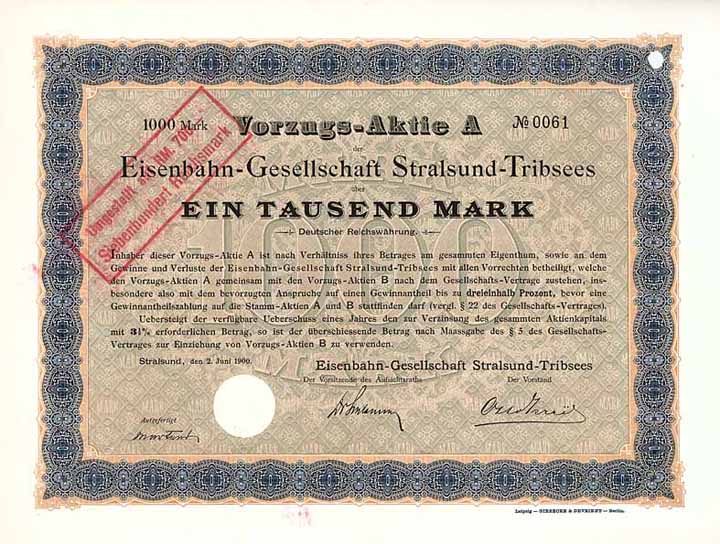 1000 Mark Vorzugs-Aktie A № 0061
der
Eisenbahn-Gesellschaft Stralsund-Tribsees
über
EIN TAUSEND MARK
Deutscher Reichswährung.
Inhaber dieser Vorzugs-Aktie A ist nach Verhältniss ihres Betrages am gesammten Eigenthum, sowie an dem
Gewinne und Verluste der Eisenbahn-Gesellschaft Stralsund-Tribsees mit allen Vorrechten betheiligt, welche
den Vorzugs-Aktien A gemeinsam mit den Vorzugs-Aktien B nach dem Gesellschafts-Vertrage zustehen, ins-
besondere also mit dem bevorzugten Anspruche auf einen Gewinnantheil bis zu dreieinhalb Prozent, bevor eine
Gewinnantheilszahlung auf die Stamm-Aktien A und B stattfinden darf (vergl. § 22 des Gesellschafts-Vertrages).
Uebersteigt der verfügbare Ueberschuss eines Jahres den zur Verzinsung des gesammten Aktienkapitals
mit 3½% erforderlichen Betrag, so ist der überschiessende Betrag nach Maassgabe des § 5 des Gesellschafts-
Vertrages zur Einziehung von Vorzugs-Aktien B zu verwenden.
Stralsund, den 2. Juni 1900.
Eisenbahn-Gesellschaft Stralsund-Tribsees
Der Vorsitzende des Aufsichtsraths Der Vorstand
Ausgefertigt
Umgestellt auf RM. 700.-
Siebenhundert Reichsmark
1000
MARK
Leipzig — GIESECKE & DEVRIENT — Berlin.